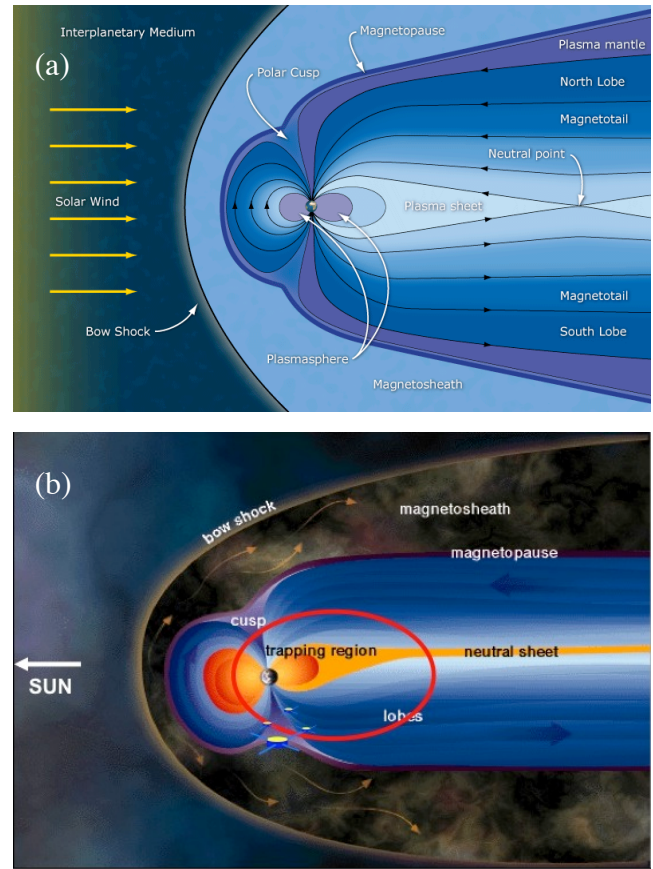 Interplanetary Medium
Magnetopause
(a)
Plasma mantle
Polar Cusp
North Lobe
Magnetotail
Neutral point
Solar Wind
Plasma sheet
Magnetotail
Bow Shock
South Lobe
Plasmasphere
Magnetosheath
(b)
bow shock
magnetosheath
magnetopause
cusp
trapping region
neutral sheet
SUN
lobes